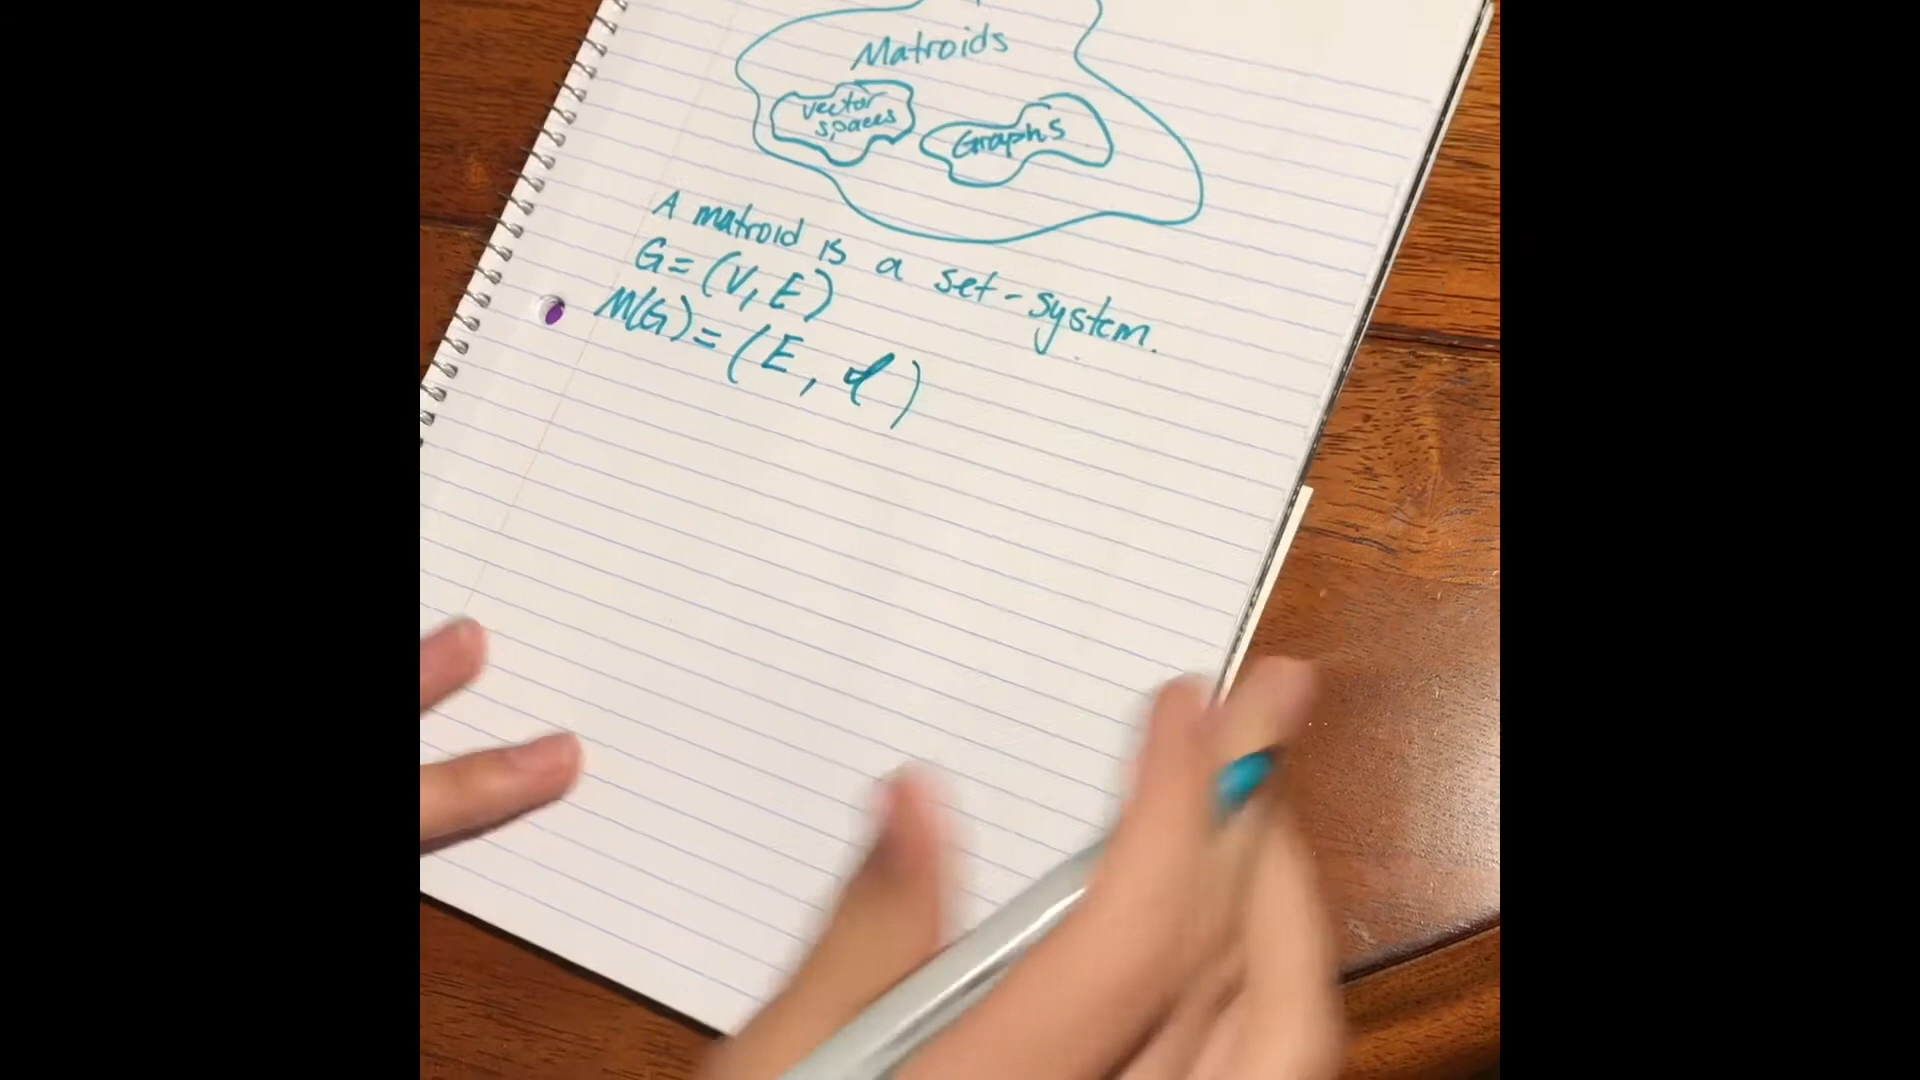 Matroids
vector
spaces
Graphs
A matroid is a set-system.
G=(V, E)
M(G)=(E, ℐ)